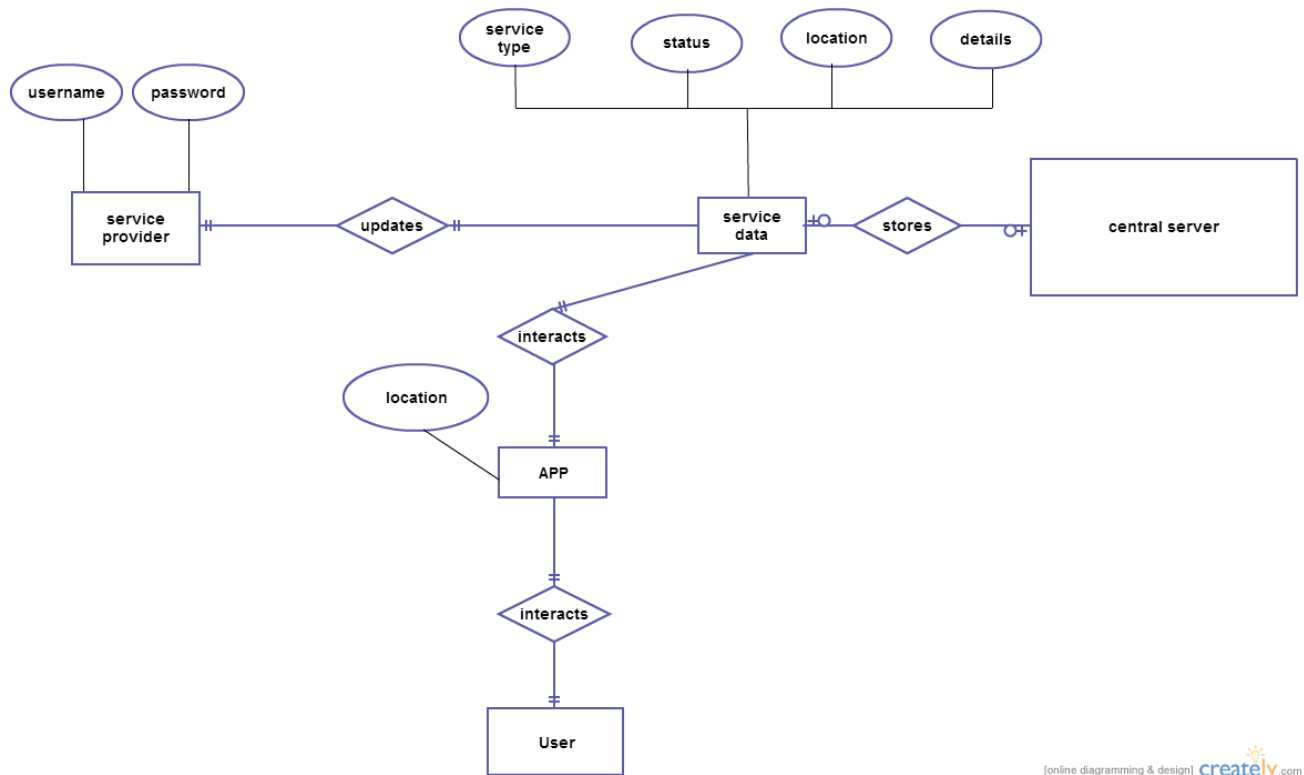 service
type
status
location
details
username
password
service
provider
updates
service
data
stores
central server
interacts
location
APP
interacts
User
[online diagramming & design] creately.com